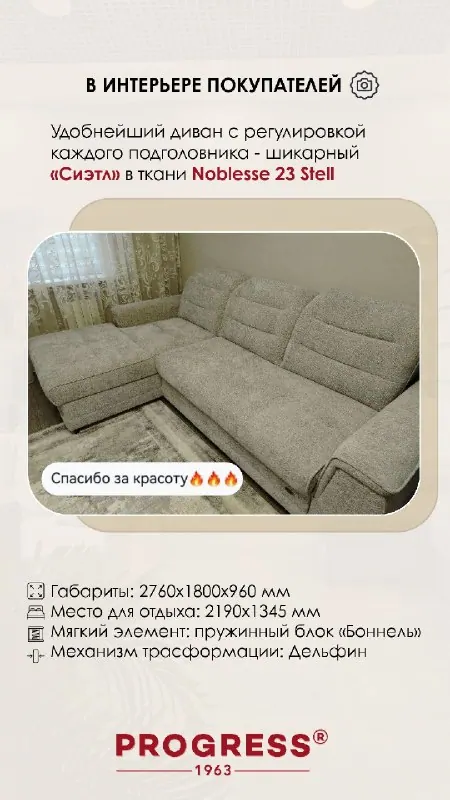 В ИНТЕРЬЕРЕ ПОКУПАТЕЛЕЙ
Удобнейший диван с регулировкой
каждого подголовника - шикарный
«Сиэтл» в ткани Noblesse 23 Stell
Спасибо за красоту🔥🔥🔥
Габариты: 2760х1800х960 мм
Место для отдыха: 2190х1345 мм
Мягкий элемент: пружинный блок «Боннель»
Механизм трасформации: Дельфин
PROGRESS®
1963